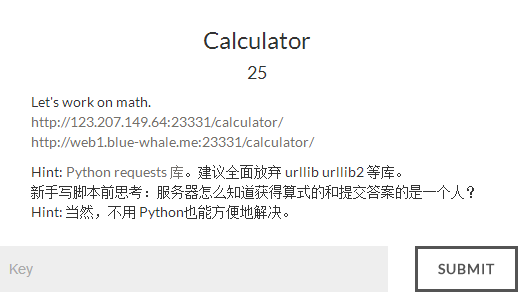 Calculator
25
Let's work on math.
http://123.207.149.64:23331/calculator/
http://web1.blue-whale.me:23331/calculator/
Hint: Python requests 库。建议全面放弃 urllib urllib2 等库。
新手写脚本前思考：服务器怎么知道获得算式的和提交答案的是一个人？
Hint: 当然，不用 Python也能方便地解决。
Key
SUBMIT